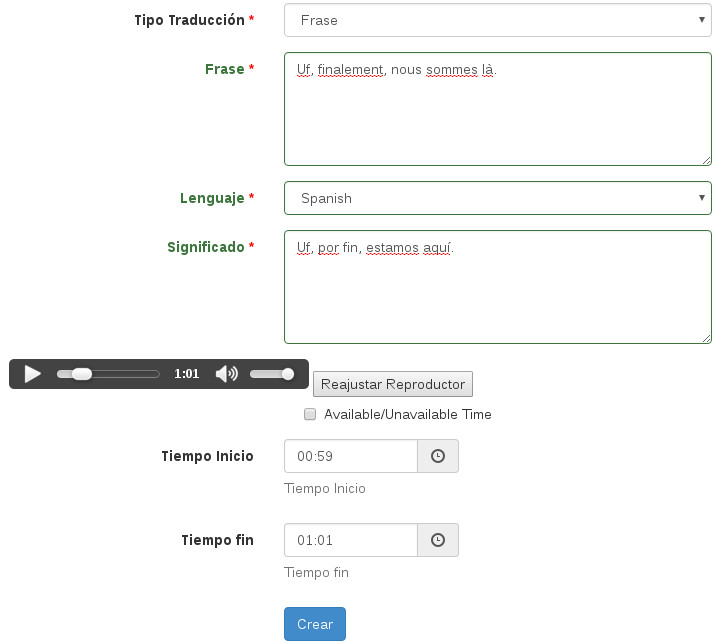 Tipo Traducción * Frase
Frase * Uf, finalement, nous sommes là.
Lenguaje * Spanish
Significado * Uf, por fin, estamos aquí.
1:01 Reajustar Reproductor
Available/Unavailable Time
Tiempo Inicio 00:59
Tiempo Inicio
Tiempo fin 01:01
Tiempo fin
Crear